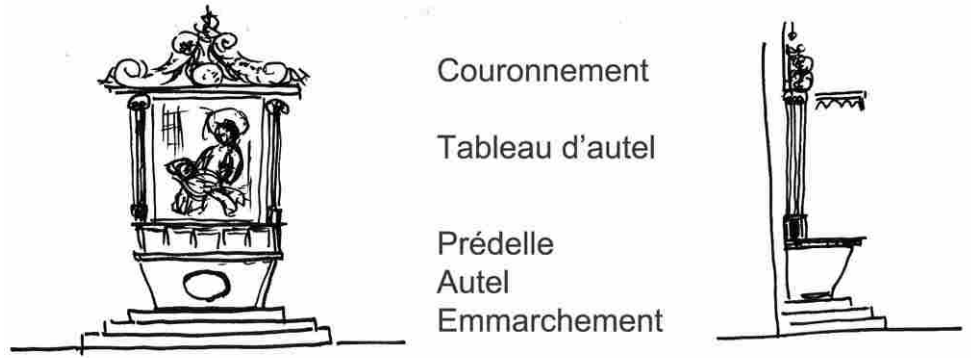 Couronnement
Tableau d'autel
Prédelle
Autel
Emmarchement